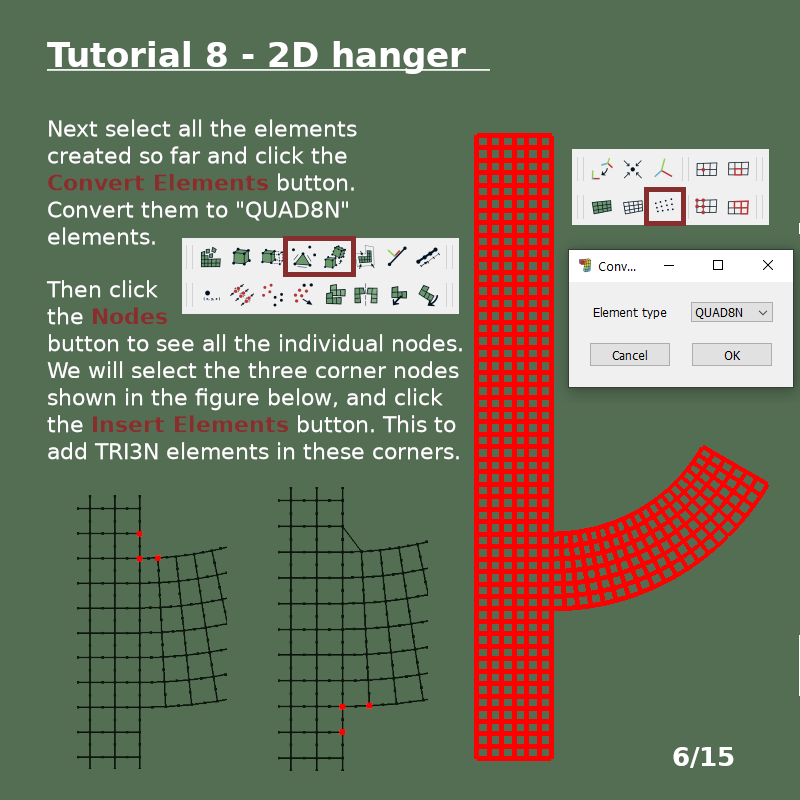 Tutorial 8 - 2D hanger
Next select all the elements
created so far and click the
Convert Elements button.
Convert them to "QUAD8N"
elements.
Then click
the Nodes
button to see all the individual nodes.
We will select the three corner nodes
shown in the figure below, and click
the Insert Elements button. This to
add TRI3N elements in these corners.
Conv...
Element type
QUAD8N
Cancel
OK
6/15